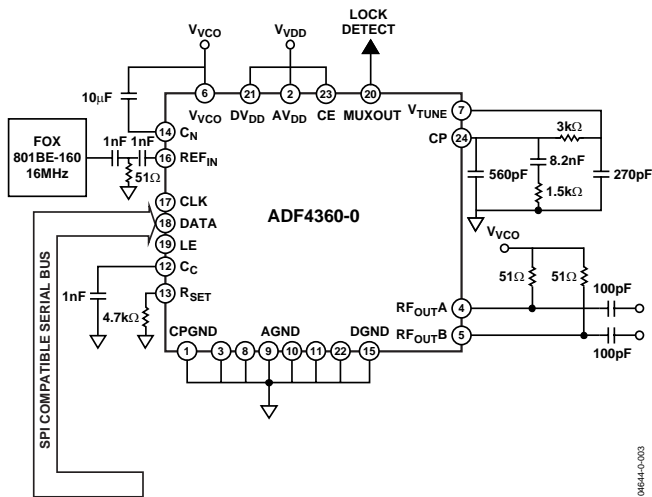 LOCK
DETECT
VVCO
VVDD
10µF
6
21
2
23
20
VVCO
DVDD
AVDD
CE
MUXOUT
VTUNE
7
14
CN
CP
24
3kΩ
FOX
801BE-160
16MHz
1nF
1nF
16
REFIN
51Ω
8.2nF
560pF
270pF
1.5kΩ
17
CLK
18
DATA
19
LE
ADF4360-0
12
CC
13
RSET
1nF
4.7kΩ
VVCO
51Ω
51Ω
100pF
RFOUTA
4
RFOUTB
5
100pF
CPGND
AGND
DGND
1
3
8
9
10
11
22
15
SPI COMPATIBLE SERIAL BUS
04644-0-003